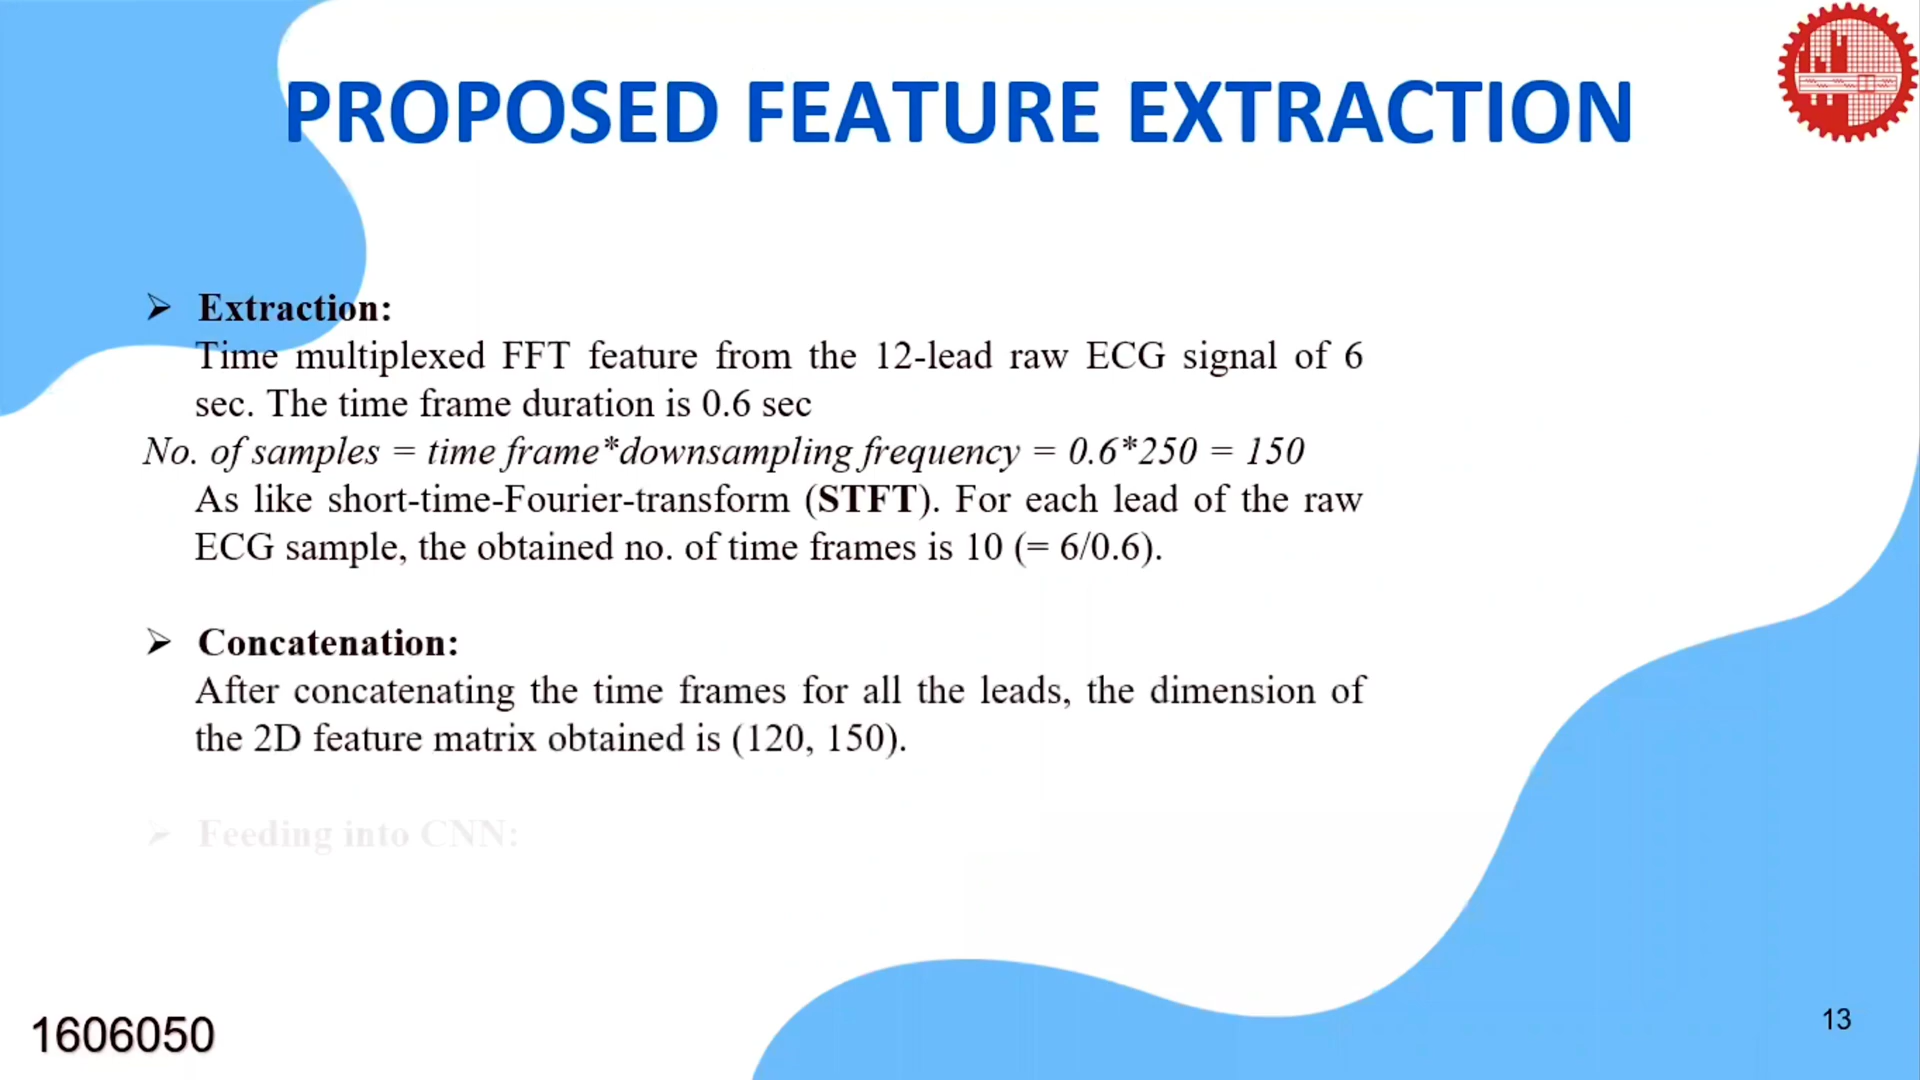 PROPOSED FEATURE EXTRACTION
➢ Extraction:
Time multiplexed FFT feature from the 12-lead raw ECG signal of 6
sec. The time frame duration is 0.6 sec
No. of samples = time frame*downsampling frequency = 0.6*250 = 150
As like short-time-Fourier-transform (STFT). For each lead of the raw
ECG sample, the obtained no. of time frames is 10 (= 6/0.6).
➢ Concatenation:
After concatenating the time frames for all the leads, the dimension of
the 2D feature matrix obtained is (120, 150).
➢ Feeding into CNN:
1606050
13